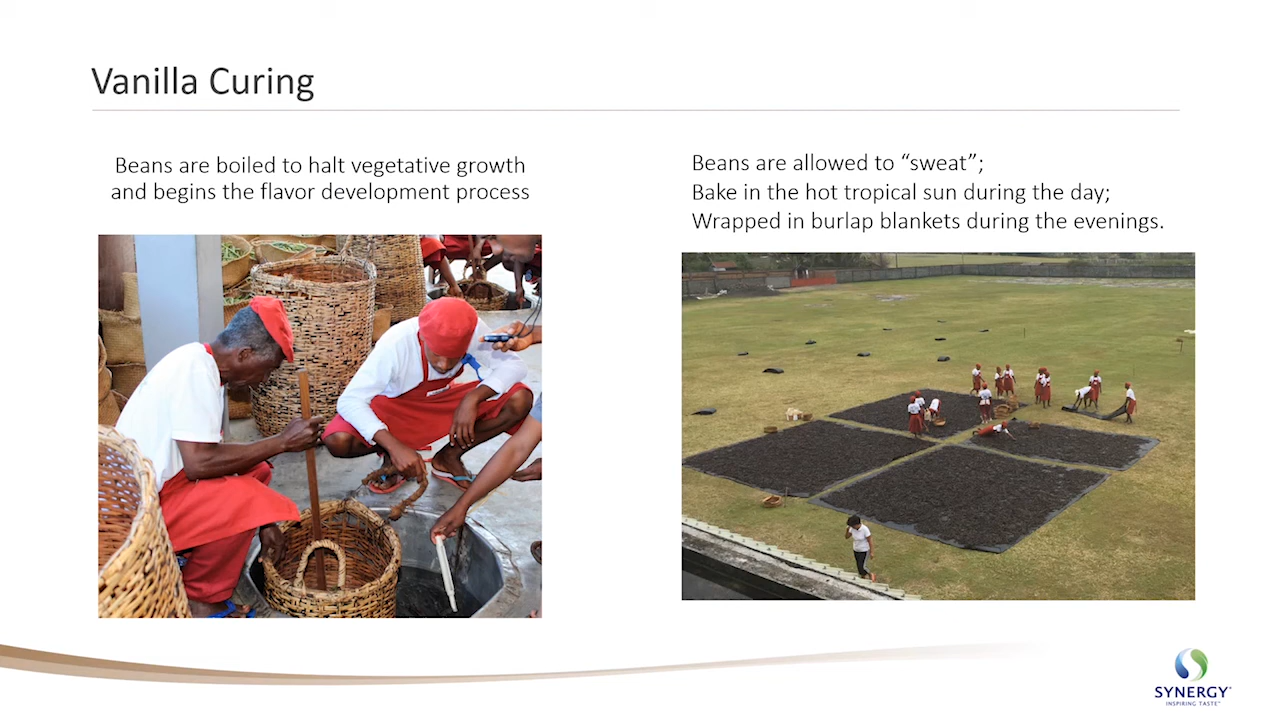 Vanilla Curing
Beans are boiled to halt vegetative growth
and begins the flavor development process
Beans are allowed to “sweat”;
Bake in the hot tropical sun during the day;
Wrapped in burlap blankets during the evenings.
SYNERGY
INSPIRING TASTE™